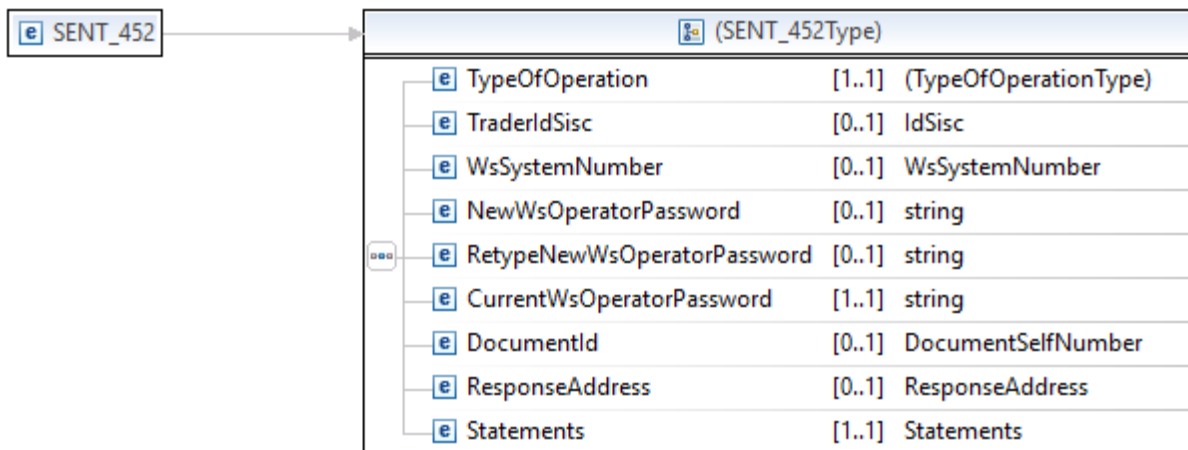 e SENT_452
(SENT_452Type)
e TypeOfOperation [1..1] (TypeOfOperationType)
e TraderIdSisc [0..1] IdSisc
e WsSystemNumber [0..1] WsSystemNumber
e NewWsOperatorPassword [0..1] string
e RetypeNewWsOperatorPassword [0..1] string
e CurrentWsOperatorPassword [1..1] string
e DocumentId [0..1] DocumentSelfNumber
e ResponseAddress [0..1] ResponseAddress
e Statements [1..1] Statements